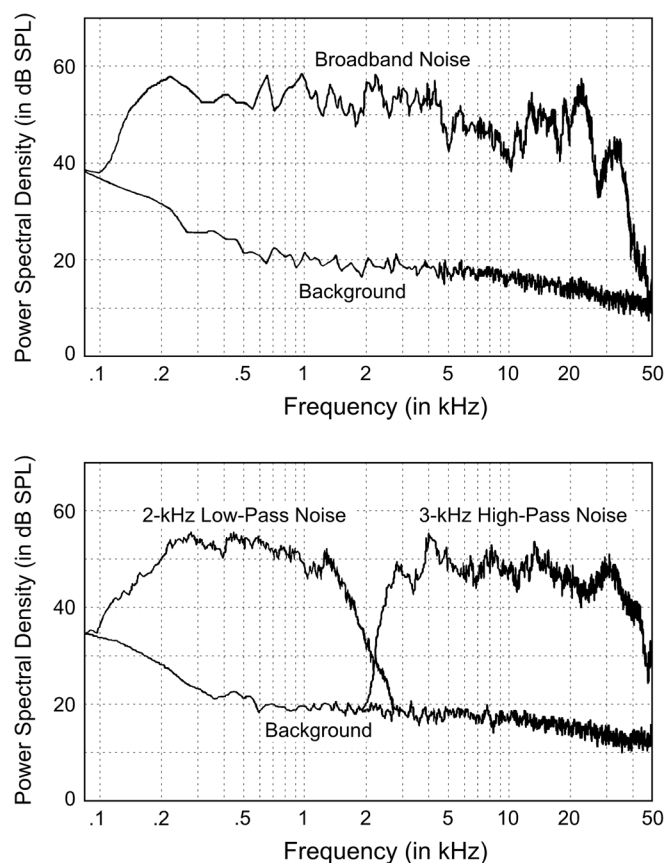 Power Spectral Density (in dB SPL)
60
40
20
0
Broadband Noise
Background
.1 .2 .5 1 2 5 10 20 50
Frequency (in kHz)
Power Spectral Density (in dB SPL)
60
40
20
0
2-kHz Low-Pass Noise 3-kHz High-Pass Noise
Background
.1 .2 .5 1 2 5 10 20 50
Frequency (in kHz)